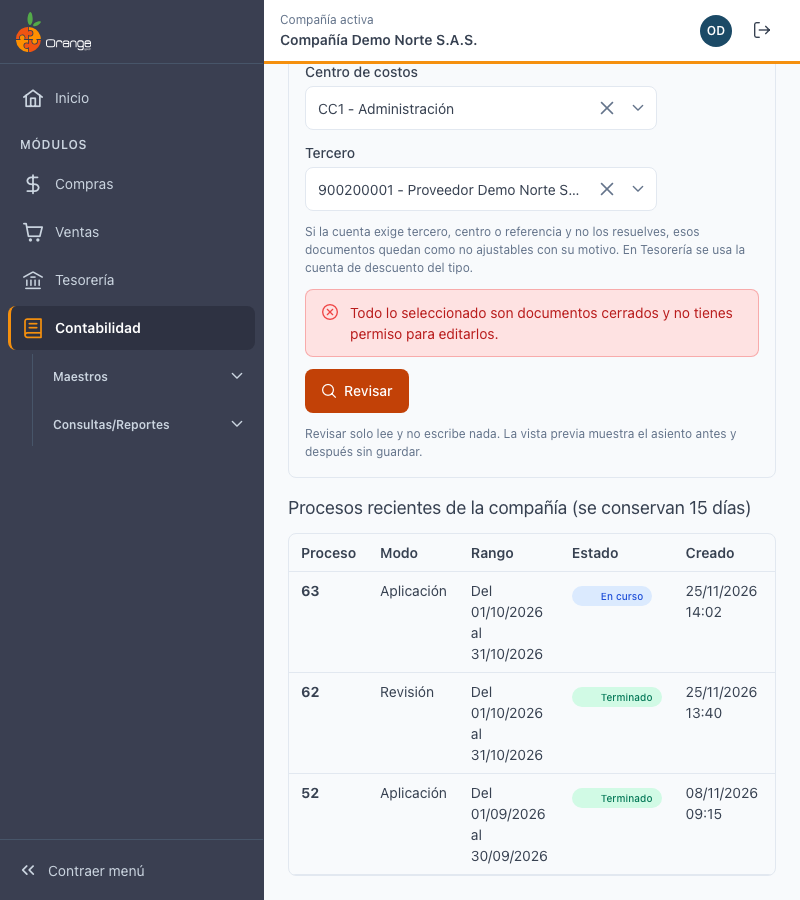 Orange
Inicio
MÓDULOS
Compras
Ventas
Tesorería
Contabilidad
Maestros
Consultas/Reportes
Contraer menú
Compañía activa
Compañía Demo Norte S.A.S.
OD
Centro de costos
CC1 - Administración
Tercero
900200001 - Proveedor Demo Norte S...
Si la cuenta exige tercero, centro o referencia y no los resuelves, esos
documentos quedan como no ajustables con su motivo. En Tesorería se usa la
cuenta de descuento del tipo.
Todo lo seleccionado son documentos cerrados y no tienes
permiso para editarlos.
Revisar
Revisar solo lee y no escribe nada. La vista previa muestra el asiento antes y
después sin guardar.
Procesos recientes de la compañía (se conservan 15 días)
Proceso Modo Rango Estado Creado
63 Aplicación Del 01/10/2026 al 31/10/2026 En curso 25/11/2026 14:02
62 Revisión Del 01/10/2026 al 31/10/2026 Terminado 25/11/2026 13:40
52 Aplicación Del 01/09/2026 al 30/09/2026 Terminado 08/11/2026 09:15